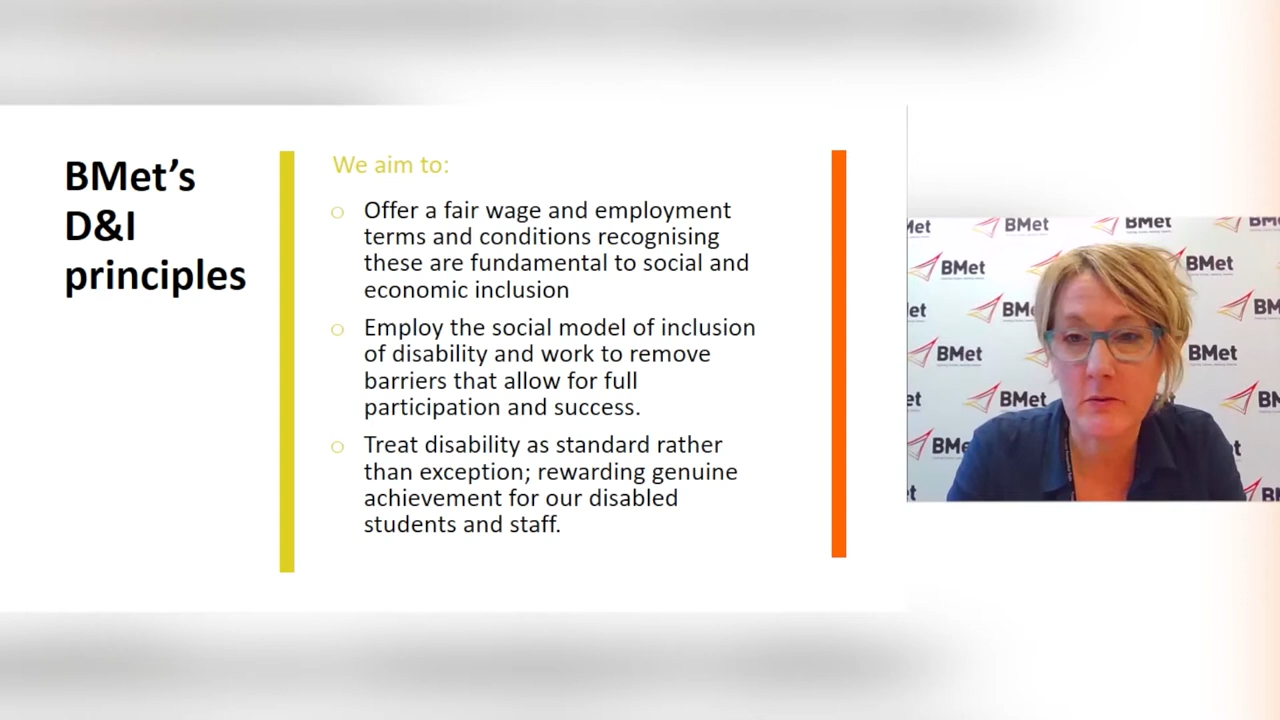 BMet's
D&I
principles
We aim to:
Offer a fair wage and employment
terms and conditions recognising
these are fundamental to social and
economic inclusion
Employ the social model of inclusion
of disability and work to remove
barriers that allow for full
participation and success.
Treat disability as standard rather
than exception; rewarding genuine
achievement for our disabled
students and staff.
BMet
BMet
BMet
BMet
BMet
BMet
BMet